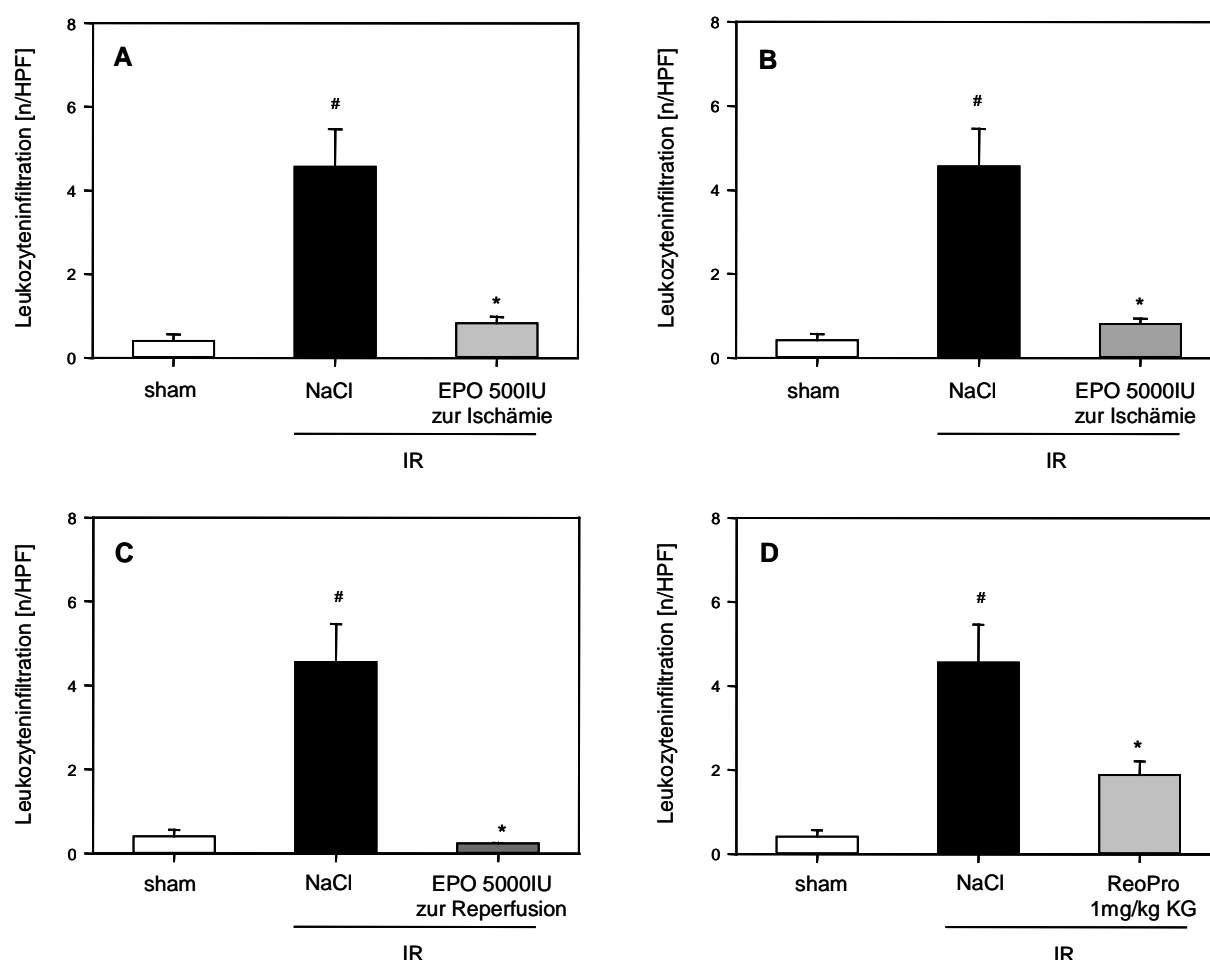 A
Leukozyteninfiltration [n/HPF]
8
6
4
2
0
#
*
sham
NaCl
EPO 500IU
zur Ischämie
IR
B
Leukozyteninfiltration [n/HPF]
8
6
4
2
0
#
*
sham
NaCl
EPO 5000IU
zur Ischämie
IR
C
Leukozyteninfiltration [n/HPF]
8
6
4
2
0
#
*
sham
NaCl
EPO 5000IU
zur Reperfusion
IR
D
Leukozyteninfiltration [n/HPF]
8
6
4
2
0
#
*
sham
NaCl
ReoPro
1mg/kg KG
IR